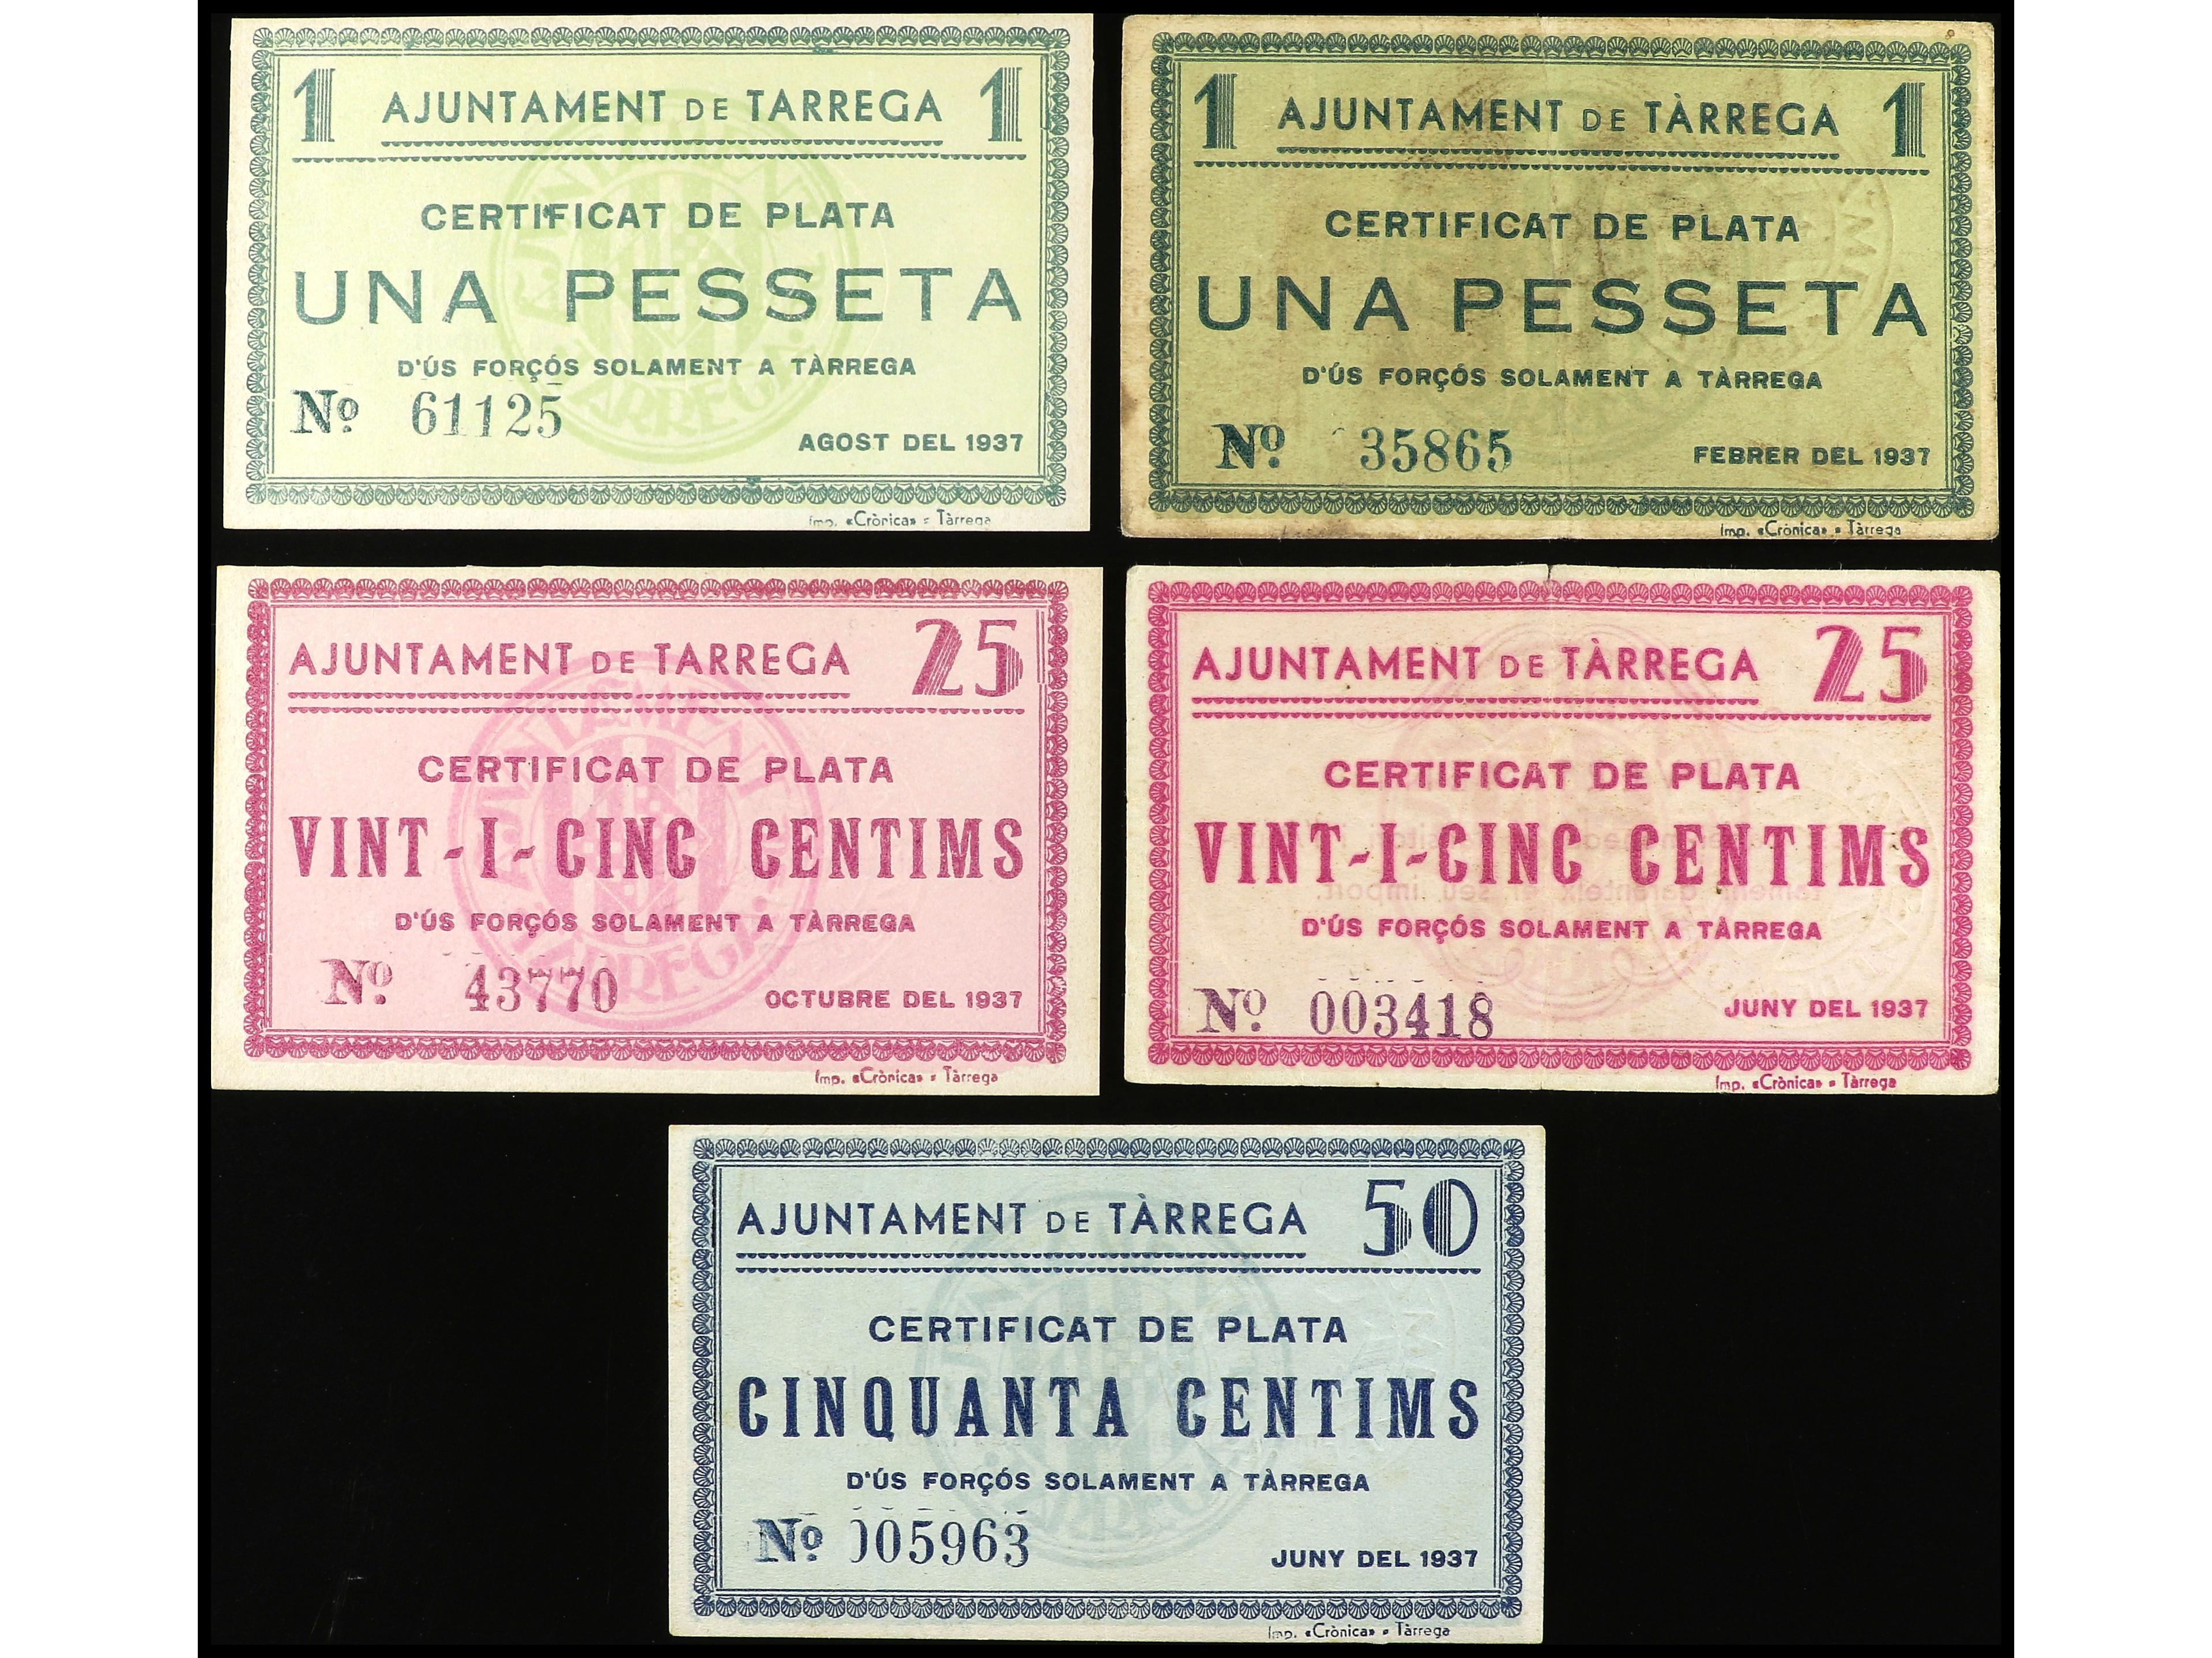 1 AJUNTAMENT DE TARREGA 1
CERTIFICAT DE PLATA
UNA PESSETA
D'ÚS FORÇÓS SOLAMENT A TÀRREGA
Nº 61125
AGOST DEL 1937
Imp. «Crònica» = Tàrrega
1 AJUNTAMENT DE TÀRREGA 1
CERTIFICAT DE PLATA
UNA PESSETA
D'ÚS FORÇÓS SOLAMENT A TÀRREGA
Nº 35865
FEBRER DEL 1937
Imp. «Crònica» = Tàrrega
AJUNTAMENT DE TARREGA 25
CERTIFICAT DE PLATA
VINT-I-CINC CENTIMS
D'ÚS FORÇÓS SOLAMENT A TÀRREGA
Nº 43770
OCTUBRE DEL 1937
Imp. «Crònica» = Tàrrega
AJUNTAMENT DE TÀRREGA 25
CERTIFICAT DE PLATA
VINT-I-CINC CENTIMS
D'ÚS FORÇÓS SOLAMENT A TÀRREGA
Nº 003418
JUNY DEL 1937
Imp. «Crònica» = Tàrrega
AJUNTAMENT DE TÀRREGA 50
CERTIFICAT DE PLATA
CINQUANTA CENTIMS
D'ÚS FORÇÓS SOLAMENT A TÀRREGA
Nº 005963
JUNY DEL 1937
Imp. «Crònica» = Tàrrega